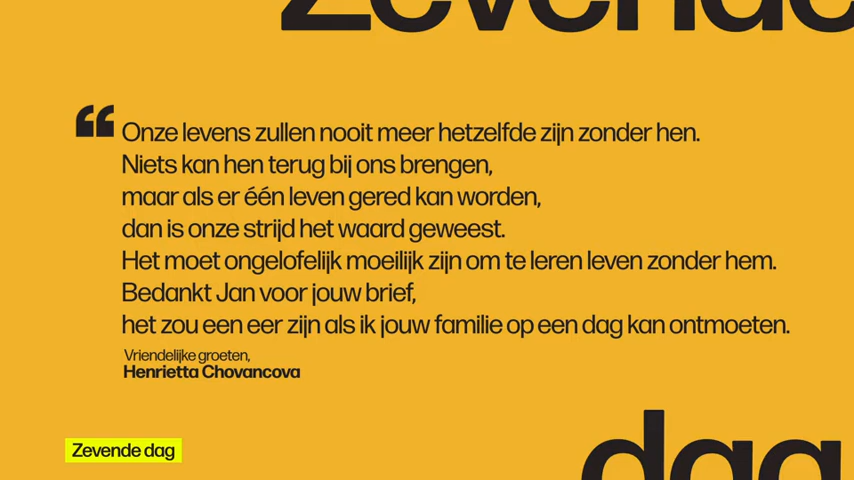 Zevende
“ Onze levens zullen nooit meer hetzelfde zijn zonder hen.
Niets kan hen terug bij ons brengen,
maar als er één leven gered kan worden,
dan is onze strijd het waard geweest.
Het moet ongelofelijk moeilijk zijn om te leren leven zonder hem.
Bedankt Jan voor jouw brief,
het zou een eer zijn als ik jouw familie op een dag kan ontmoeten.
Vriendelijke groeten,
Henrietta Chovancova
dag
Zevende dag